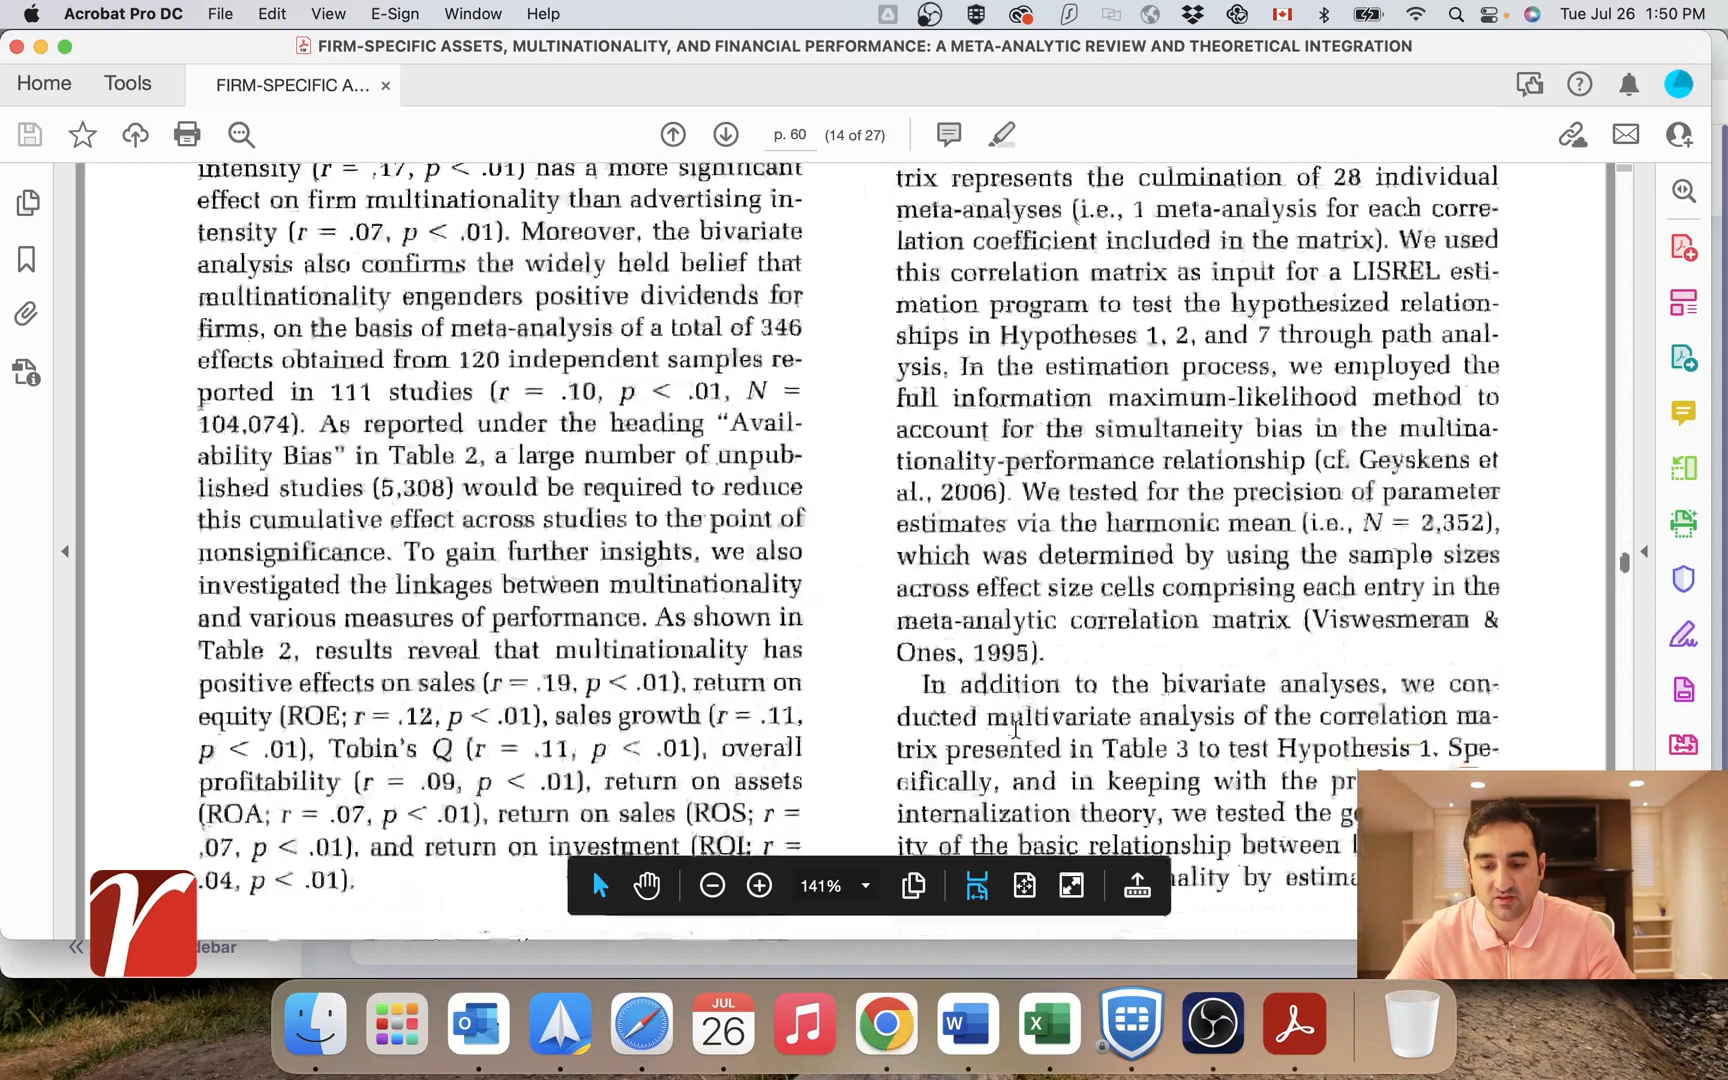 Acrobat Pro DC File Edit View E-Sign Window Help
Tue Jul 26 1:50 PM
FIRM-SPECIFIC ASSETS, MULTINATIONALITY, AND FINANCIAL PERFORMANCE: A META-ANALYTIC REVIEW AND THEORETICAL INTEGRATION
Home Tools FIRM-SPECIFIC A... ×
p. 60 (14 of 27)
intensity (r = .17, p < .01) has a more significant
effect on firm multinationality than advertising in-
tensity (r = .07, p < .01). Moreover, the bivariate
analysis also confirms the widely held belief that
multinationality engenders positive dividends for
firms, on the basis of meta-analysis of a total of 346
effects obtained from 120 independent samples re-
ported in 111 studies (r = .10, p < .01, N =
104,074). As reported under the heading “Avail-
ability Bias” in Table 2, a large number of unpub-
lished studies (5,308) would be required to reduce
this cumulative effect across studies to the point of
nonsignificance. To gain further insights, we also
investigated the linkages between multinationality
and various measures of performance. As shown in
Table 2, results reveal that multinationality has
positive effects on sales (r = .19, p < .01), return on
equity (ROE; r = .12, p < .01), sales growth (r = .11,
p < .01), Tobin's Q (r = .11, p < .01), overall
profitability (r = .09, p < .01), return on assets
(ROA; r = .07, p < .01), return on sales (ROS; r =
.07, p < .01), and return on investment (ROI; r =
.04, p < .01).
trix represents the culmination of 28 individual
meta-analyses (i.e., 1 meta-analysis for each corre-
lation coefficient included in the matrix). We used
this correlation matrix as input for a LISREL esti-
mation program to test the hypothesized relation-
ships in Hypotheses 1, 2, and 7 through path anal-
ysis. In the estimation process, we employed the
full information maximum-likelihood method to
account for the simultaneity bias in the multina-
tionality-performance relationship (cf. Geyskens et
al., 2006). We tested for the precision of parameter
estimates via the harmonic mean (i.e., N = 2,352),
which was determined by using the sample sizes
across effect size cells comprising each entry in the
meta-analytic correlation matrix (Viswesmeran &
Ones, 1995).
In addition to the bivariate analyses, we con-
ducted multivariate analysis of the correlation ma-
trix presented in Table 3 to test Hypothesis 1. Spe-
cifically, and in keeping with the
internalization theory, we tested the
ity of the basic relationship between
by
141%
r
JUL
26
W
X